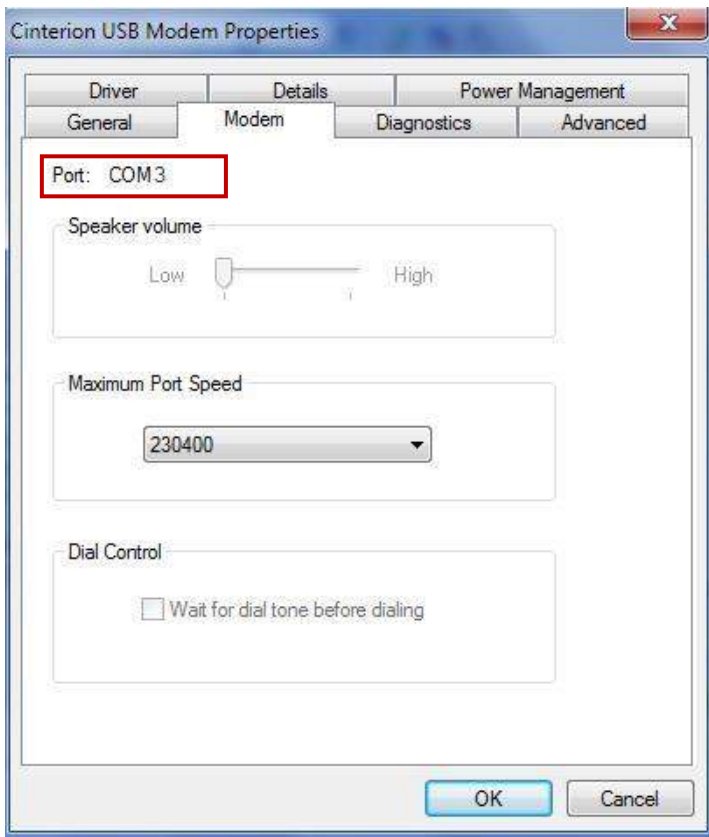 Cinterion USB Modem Properties
Driver Details Power Management
General Modem Diagnostics Advanced
Port: COM3
Speaker volume
Low High
Maximum Port Speed
230400
Dial Control
Wait for dial tone before dialing
OK Cancel